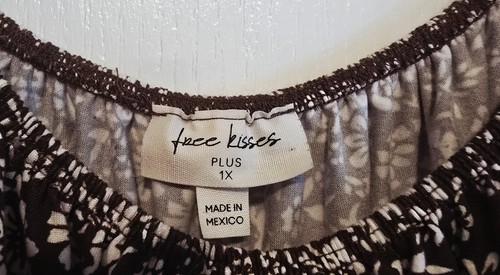 free kisses
PLUS
1X
MADE IN
MEXICO